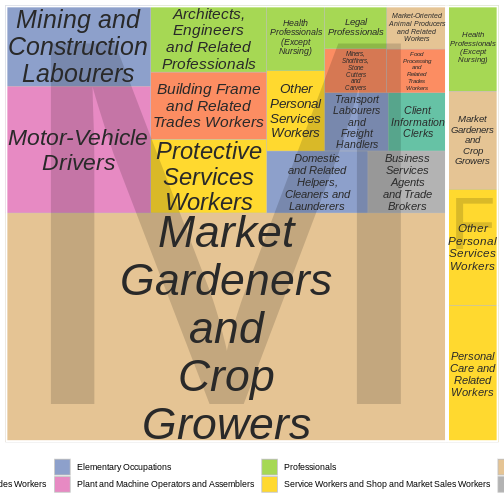 Mining and
Construction
Labourers
Architects,
Engineers
and Related
Professionals
Health
Professionals
(Except
Nursing)
Legal
Professionals
Market-Oriented
Animal Producers
and Related
Workers
Health
Professionals
(Except
Nursing)
Motor-Vehicle
Drivers
Building Frame
and Related
Trades Workers
Other
Personal
Services
Workers
Miners,
Shotfirers,
Stone
Cutters
and
Carvers
Food
Processing
and
Related
Trades
Workers
Transport
Labourers
and
Freight
Handlers
Client
Information
Clerks
Market
Gardeners
and
Crop
Growers
Protective
Services
Workers
Domestic
and Related
Helpers,
Cleaners and
Launderers
Business
Services
Agents
and Trade
Brokers
M
F
Other
Personal
Services
Workers
Market
Gardeners
and
Crop
Growers
Personal
Care and
Related
Workers
Elementary Occupations
Professionals
des Workers
Plant and Machine Operators and Assemblers
Service Workers and Shop and Market Sales Workers